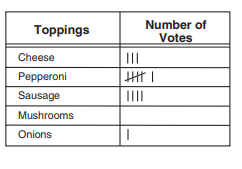 Toppings Number of Votes
Cheese |||
Pepperoni 𝍸 |
Sausage ||||
Mushrooms
Onions |